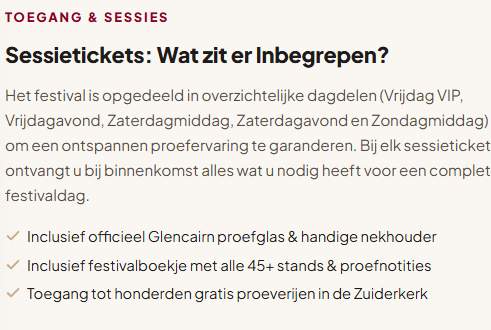 TOEGANG & SESSIES
Sessietickets: Wat zit er Inbegrepen?
Het festival is opgedeeld in overzichtelijke dagdelen (Vrijdag VIP,
Vrijdagavond, Zaterdagmiddag, Zaterdagavond en Zondagmiddag)
om een ontspannen proefervaring te garanderen. Bij elk sessieticket
ontvangt u bij binnenkomst alles wat u nodig heeft voor een complet
festivaldag.
Inclusief officieel Glencairn proefglas & handige nekhouder
Inclusief festivalboekje met alle 45+ stands & proefnotities
Toegang tot honderden gratis proeverijen in de Zuiderkerk